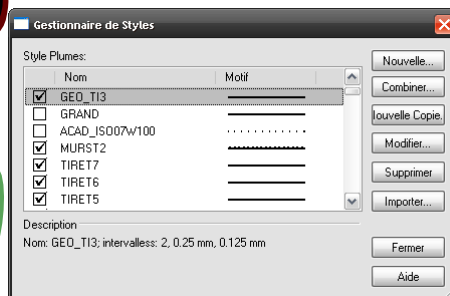 Gestionnaire de Styles
Style Plumes:
Nom Motif
GEO_TI3
GRAND
ACAD_ISO07W100
MURST2
TIRET7
TIRET6
TIRET5
Nouvelle...
Combiner...
louvelle Copie.
Modifier...
Supprimer
Importer...
Description
Nom: GEO_TI3; intervalless: 2, 0.25 mm, 0.125 mm
Fermer
Aide